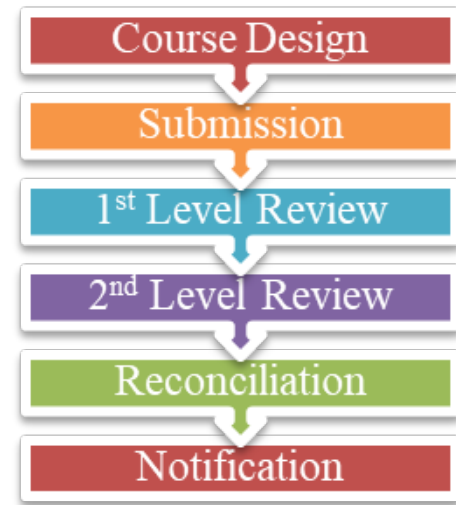 Course Design
Submission
1st Level Review
2nd Level Review
Reconciliation
Notification